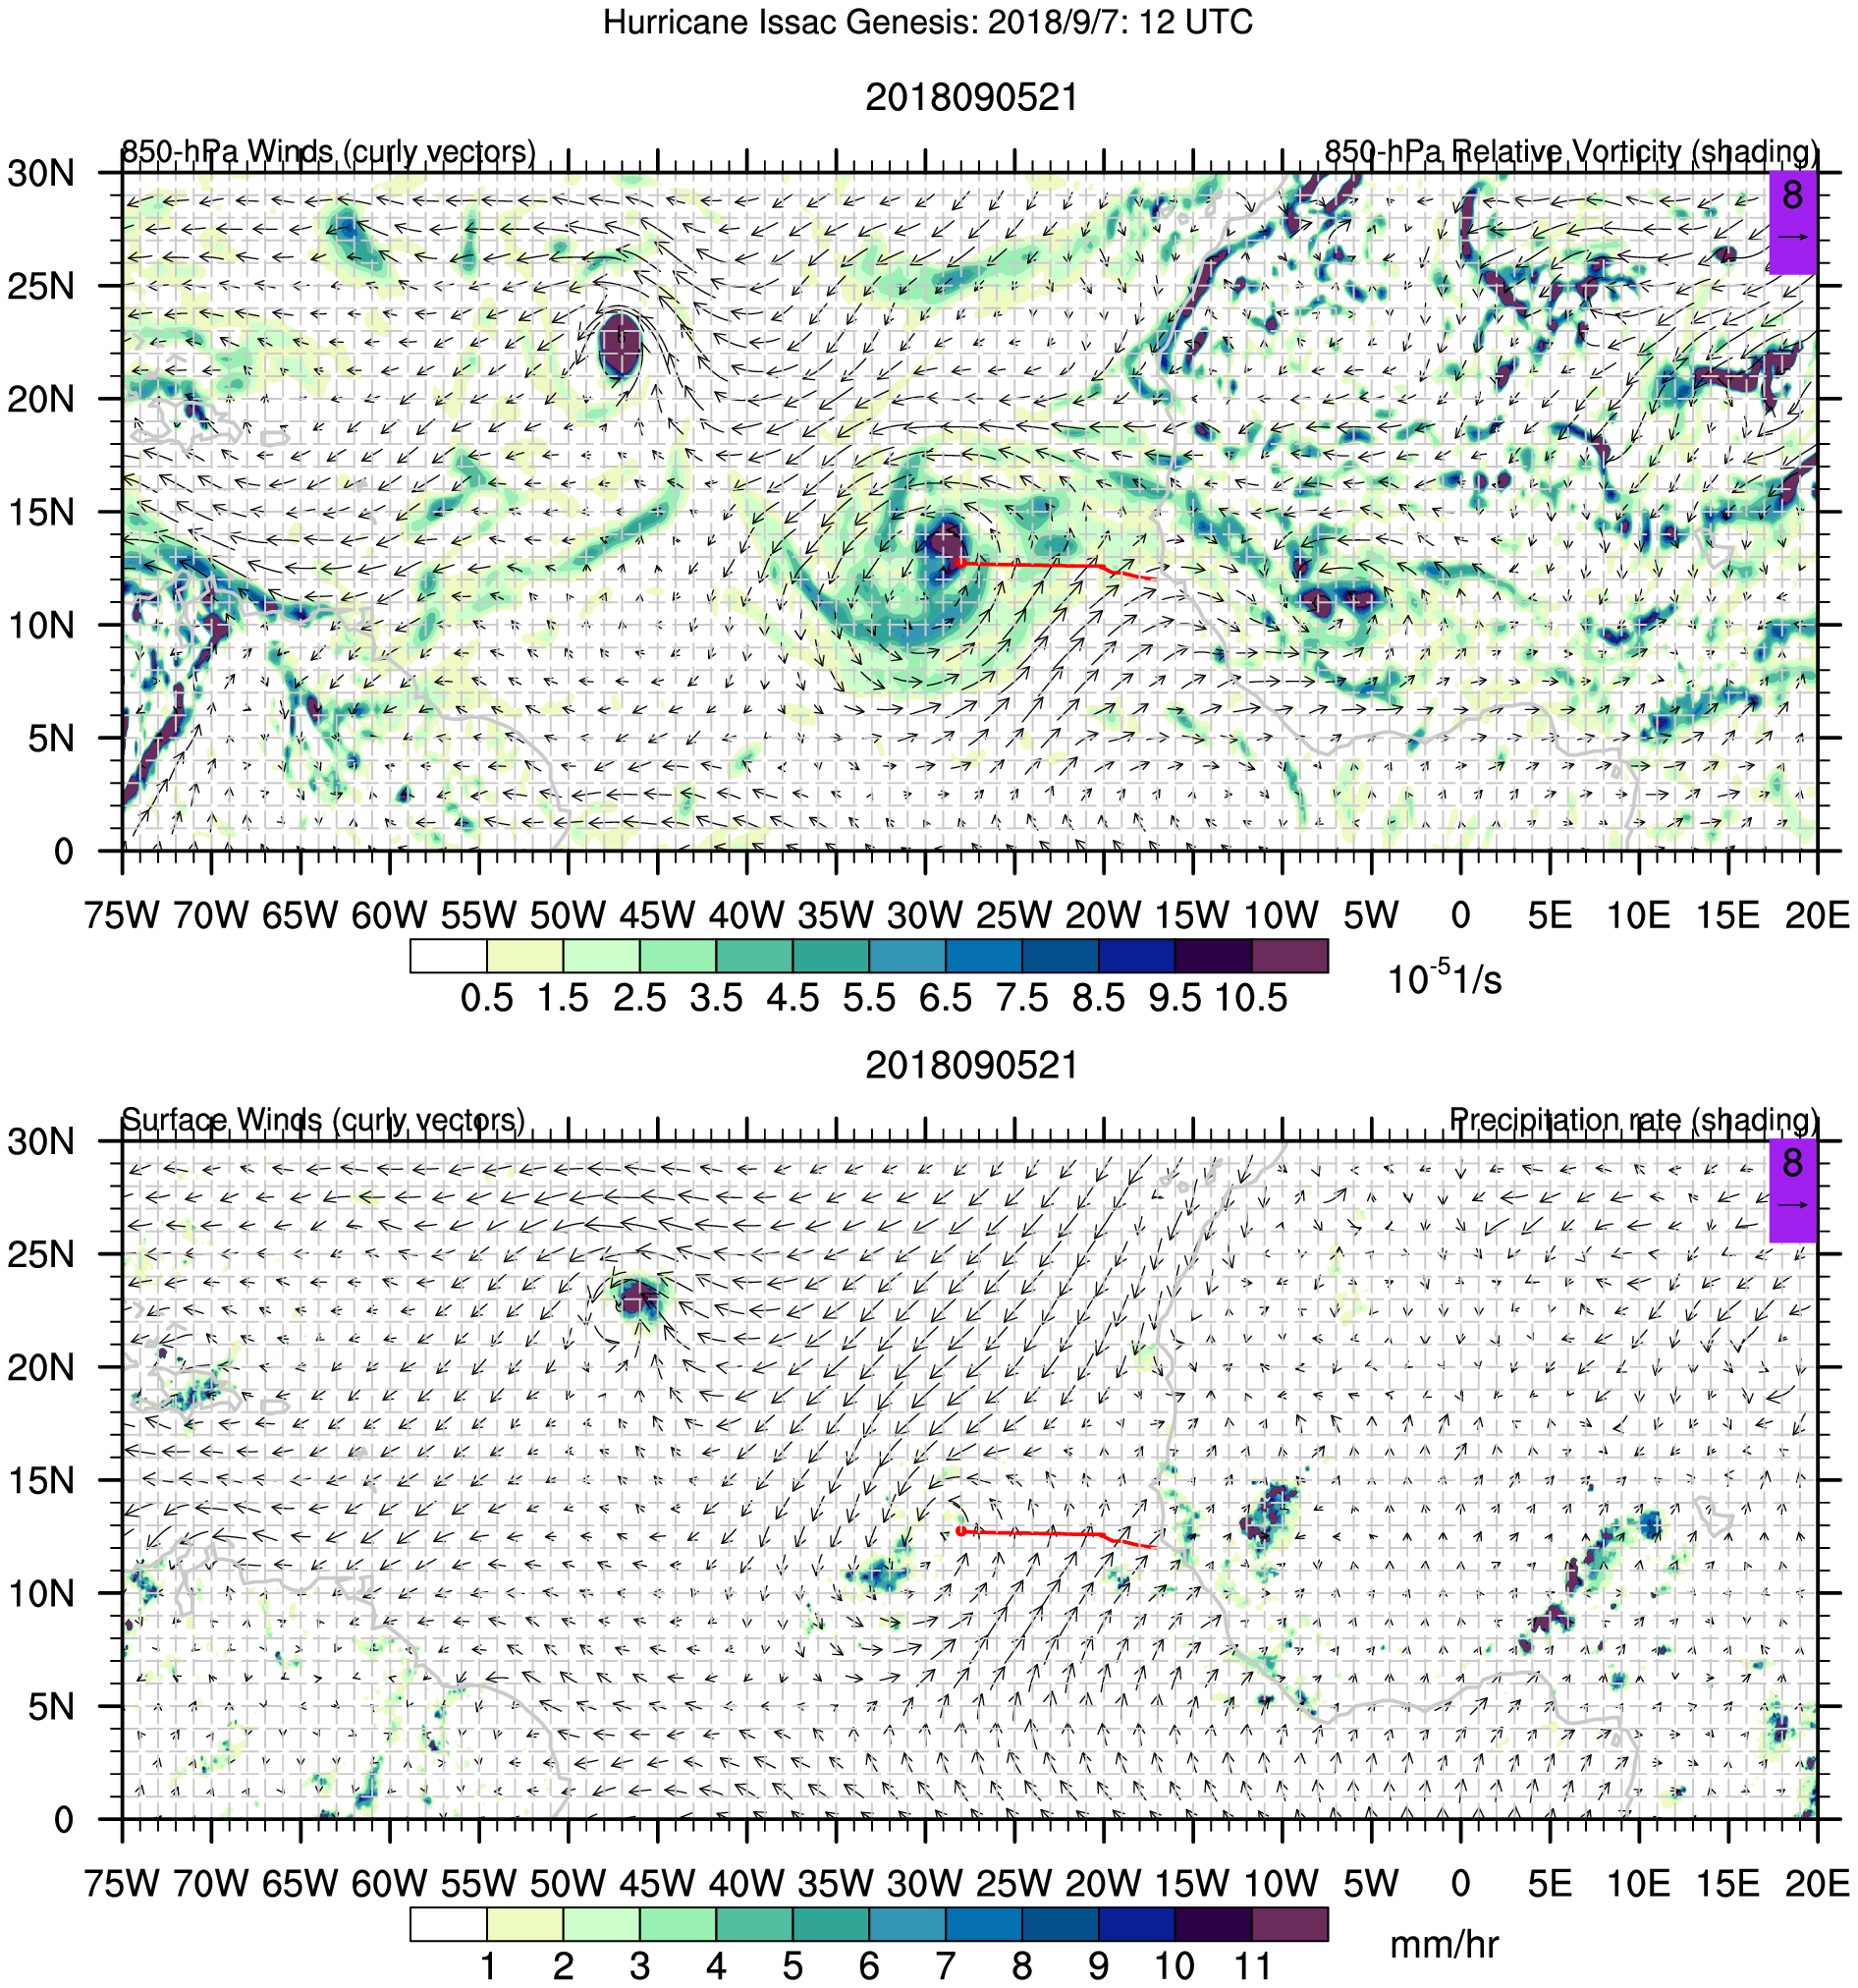 Hurricane Issac Genesis: 2018/9/7: 12 UTC
2018090521
850-hPa Winds (curly vectors) 850-hPa Relative Vorticity (shading)
8
30N
25N
20N
15N
10N
5N
0
75W 70W 65W 60W 55W 50W 45W 40W 35W 30W 25W 20W 15W 10W 5W 0 5E 10E 15E 20E
0.5 1.5 2.5 3.5 4.5 5.5 6.5 7.5 8.5 9.5 10.5
10⁻⁵1/s
2018090521
Surface Winds (curly vectors) Precipitation rate (shading)
8
30N
25N
20N
15N
10N
5N
0
75W 70W 65W 60W 55W 50W 45W 40W 35W 30W 25W 20W 15W 10W 5W 0 5E 10E 15E 20E
1 2 3 4 5 6 7 8 9 10 11
mm/hr